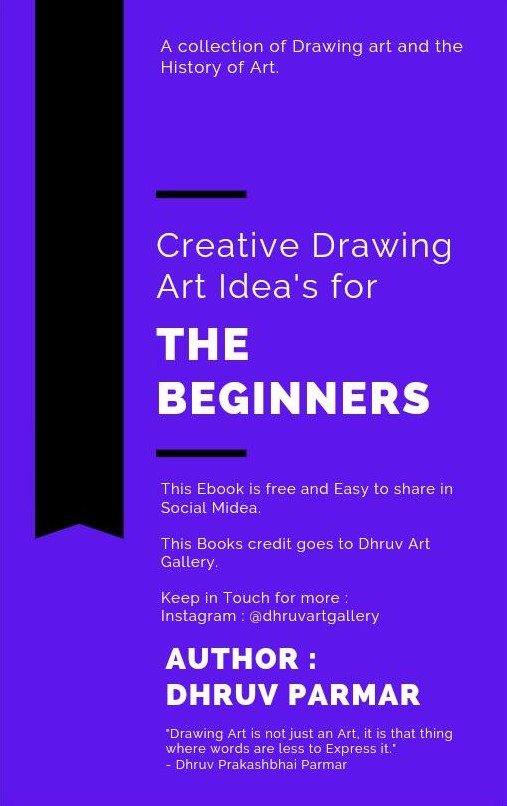 A collection of Drawing art and the
History of Art.
Creative Drawing
Art Idea's for
THE
BEGINNERS
This Ebook is free and Easy to share in
Social Midea.
This Books credit goes to Dhruv Art
Gallery.
Keep in Touch for more :
Instagram : @dhruvartgallery
AUTHOR :
DHRUV PARMAR
"Drawing Art is not just an Art, it is that thing
where words are less to Express it."
- Dhruv Prakashbhai Parmar